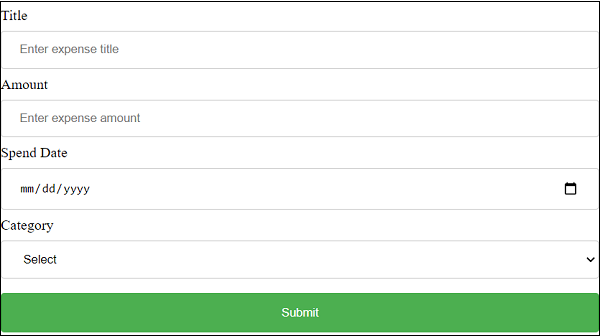 Title
Enter expense title
Amount
Enter expense amount
Spend Date
mm/dd/yyyy
Category
Select
Submit